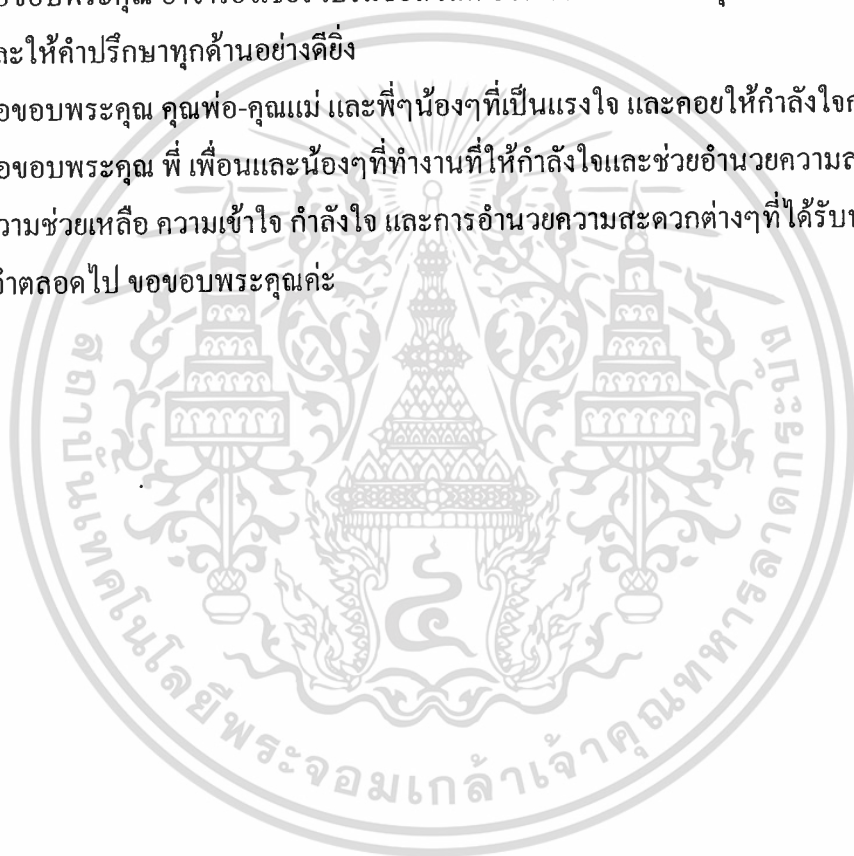 ละให้คำปรึกษาทุกด้านอย่างดียิ่ง
อขอบพระคุณ คุณพ่อ-คุณแม่ และพี่ๆน้องๆที่เป็นแรงใจ และคอยให้กำลังใจ
อขอบพระคุณ พี่ เพื่อนและน้องๆที่ทำงานที่ให้กำลังใจและช่วยอำนวยความ
วามช่วยเหลือ ความเข้าใจ กำลังใจ และการอำนวยความสะดวกต่างๆที่ได้รับ
จำตลอดไป ขอขอบพระคุณค่ะ
สถาบันเทคโนโลยีพระจอมเกล้าเจ้าคุณทหารลาดกระบัง